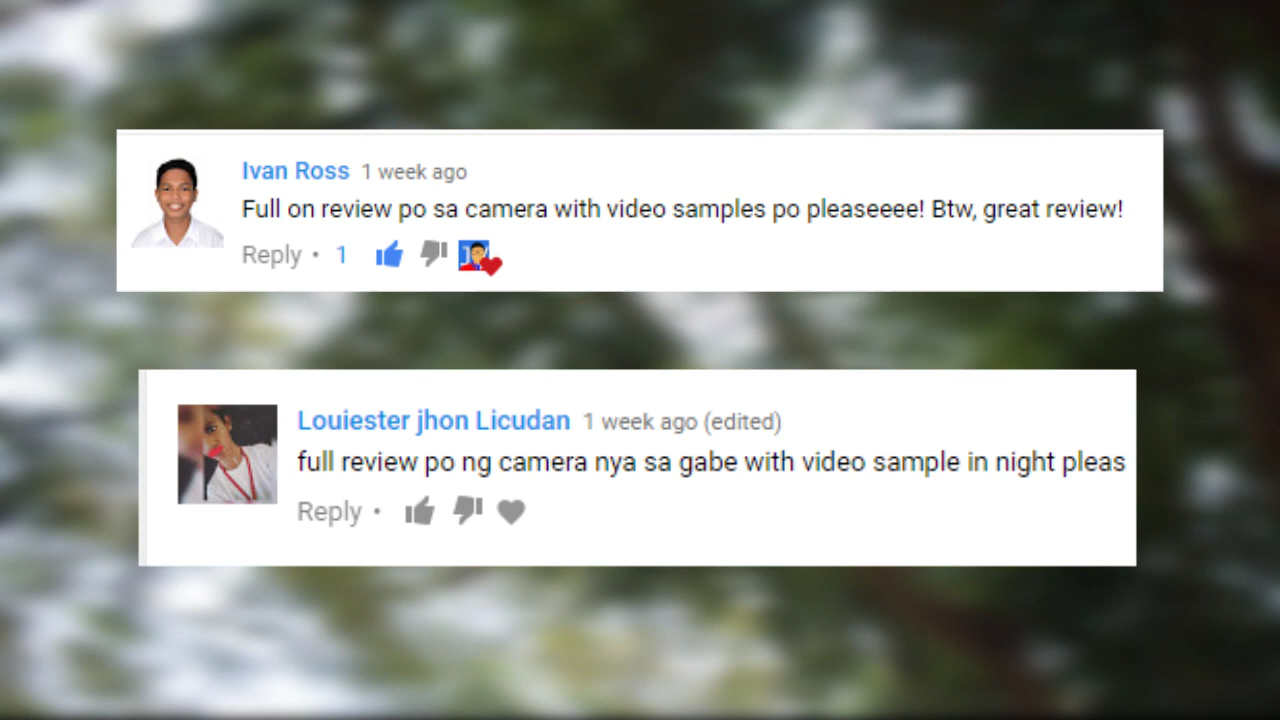 Ivan Ross 1 week ago
Full on review po sa camera with video samples po pleaseeee! Btw, great review!
Reply • 1
Louiester jhon Licudan 1 week ago (edited)
full review po ng camera nya sa gabe with video sample in night pleas
Reply •